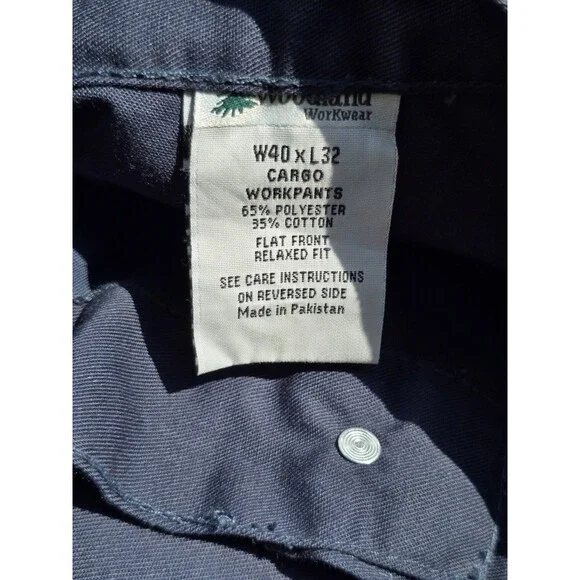 Woodland
WorKwear
W40 x L32
CARGO
WORKPANTS
65% POLYESTER
35% COTTON
FLAT FRONT
RELAXED FIT
SEE CARE INSTRUCTIONS
ON REVERSED SIDE
Made in Pakistan